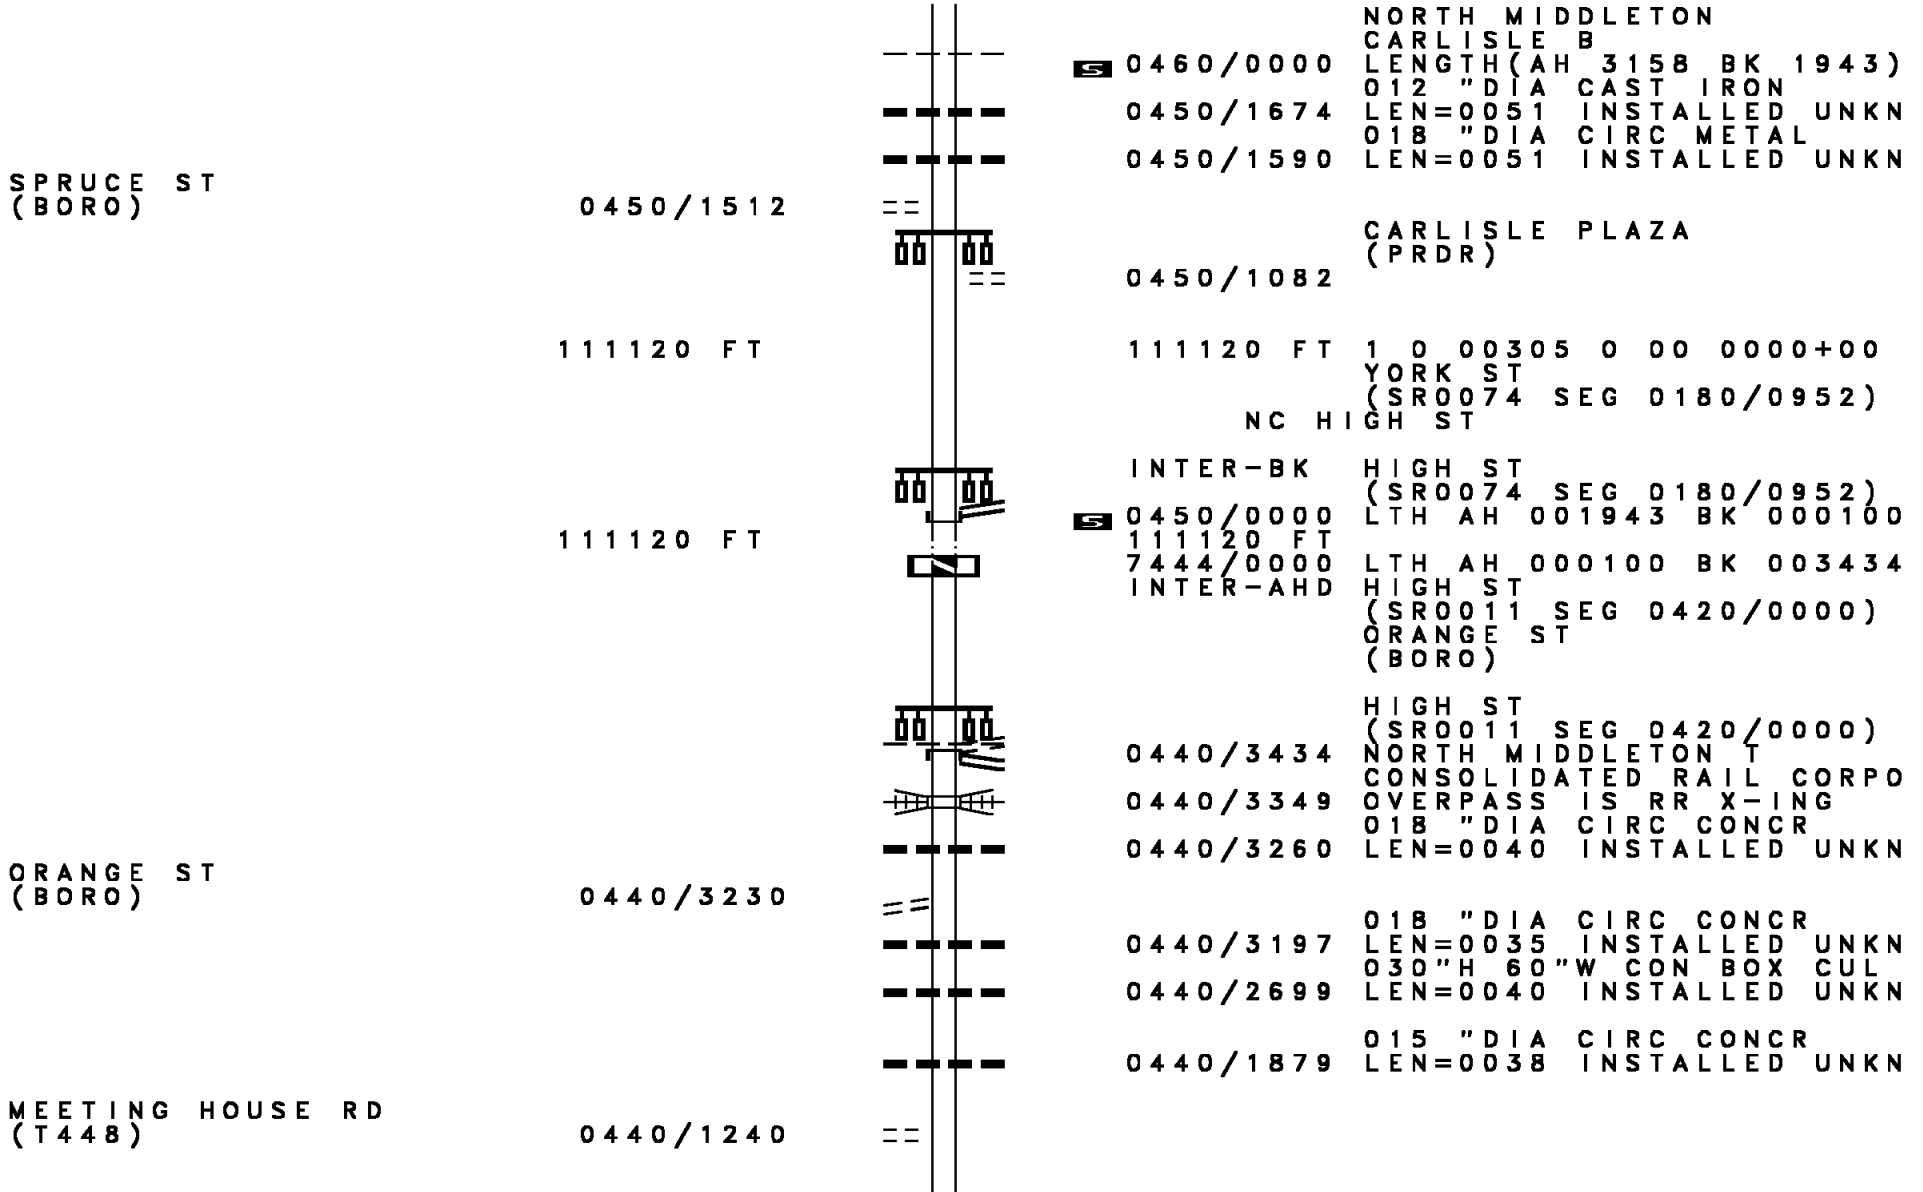 NORTH MIDDLETON
CARLISLE B
S 0460/0000 LENGTH(AH 3158 BK 1943)
012 "DIA CAST IRON
0450/1674 LEN=0051 INSTALLED UNKN
018 "DIA CIRC METAL
0450/1590 LEN=0051 INSTALLED UNKN
SPRUCE ST
(BORO) 0450/1512
CARLISLE PLAZA
(PRDR)
0450/1082
111120 FT 111120 FT 1 0 00305 0 00 0000+00
YORK ST
(SR0074 SEG 0180/0952)
NC HIGH ST
INTER-BK HIGH ST
(SR0074 SEG 0180/0952)
S 0450/0000 LTH AH 001943 BK 000100
111120 FT 111120 FT
7444/0000 LTH AH 000100 BK 003434
INTER-AHD HIGH ST
(SR0011 SEG 0420/0000)
ORANGE ST
(BORO)
HIGH ST
(SR0011 SEG 0420/0000)
0440/3434 NORTH MIDDLETON T
CONSOLIDATED RAIL CORPO
0440/3349 OVERPASS IS RR X-ING
018 "DIA CIRC CONCR
0440/3260 LEN=0040 INSTALLED UNKN
ORANGE ST
(BORO) 0440/3230
018 "DIA CIRC CONCR
0440/3197 LEN=0035 INSTALLED UNKN
030"H 60"W CON BOX CUL
0440/2699 LEN=0040 INSTALLED UNKN
015 "DIA CIRC CONCR
0440/1879 LEN=0038 INSTALLED UNKN
MEETING HOUSE RD
(T448) 0440/1240